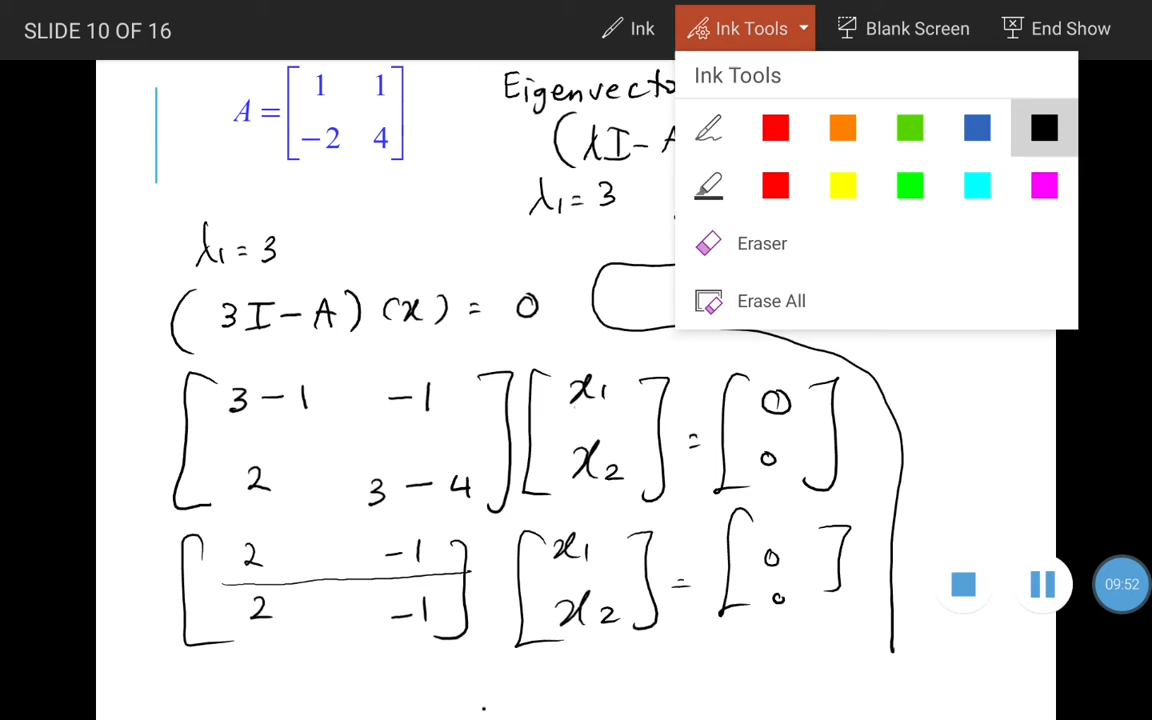 SLIDE 10 OF 16 Ink Ink Tools Blank Screen End Show
Ink Tools
A = [1 1
-2 4]
Eigenvecto
(λI - A
λ1 = 3
Eraser
Erase All
λ1 = 3
(3I - A) (x) = 0
[3-1 -1
2 3-4] [x1
x2] = [0
0]
[2 -1
2 -1] [x1
x2] = [0
0]
09:52